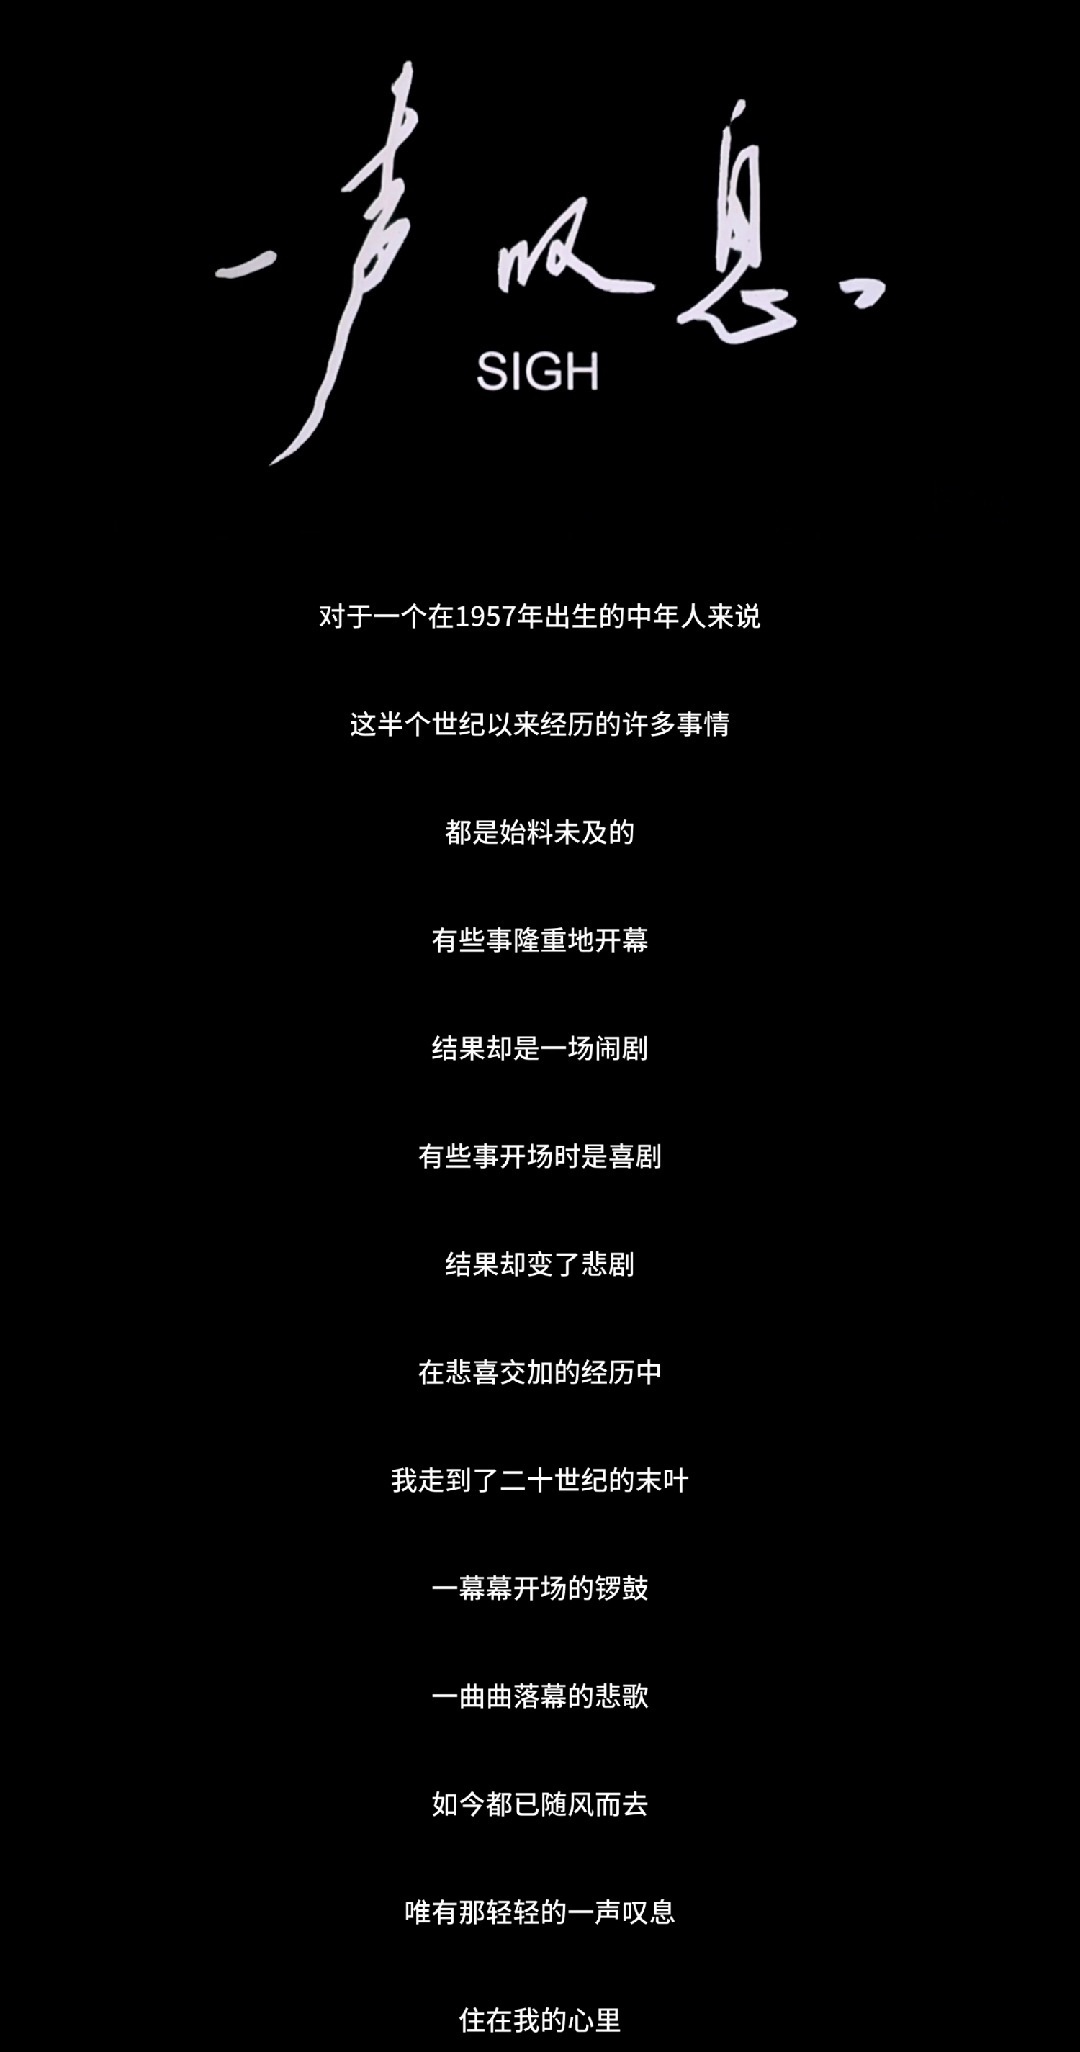 一声叹息
SIGH
对于一个在1957年出生的中年人来说
这半个世纪以来经历的许多事情
都是始料未及的
有些事隆重地开幕
结果却是一场闹剧
有些事开场时是喜剧
结果却变了悲剧
在悲喜交加的经历中
我走到了二十世纪的末叶
一幕幕开场的锣鼓
一曲曲落幕的悲歌
如今都已随风而去
唯有那轻轻的一声叹息
住在我的心里